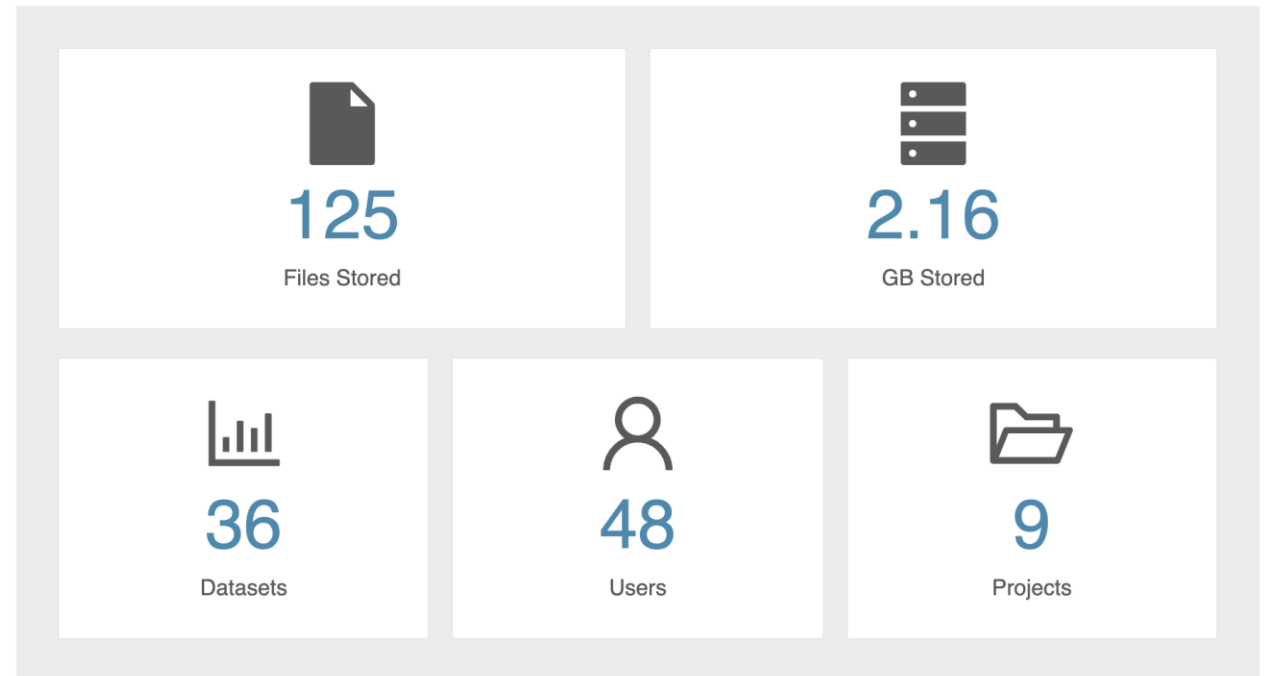 125
Files Stored
2.16
GB Stored
36
Datasets
48
Users
9
Projects